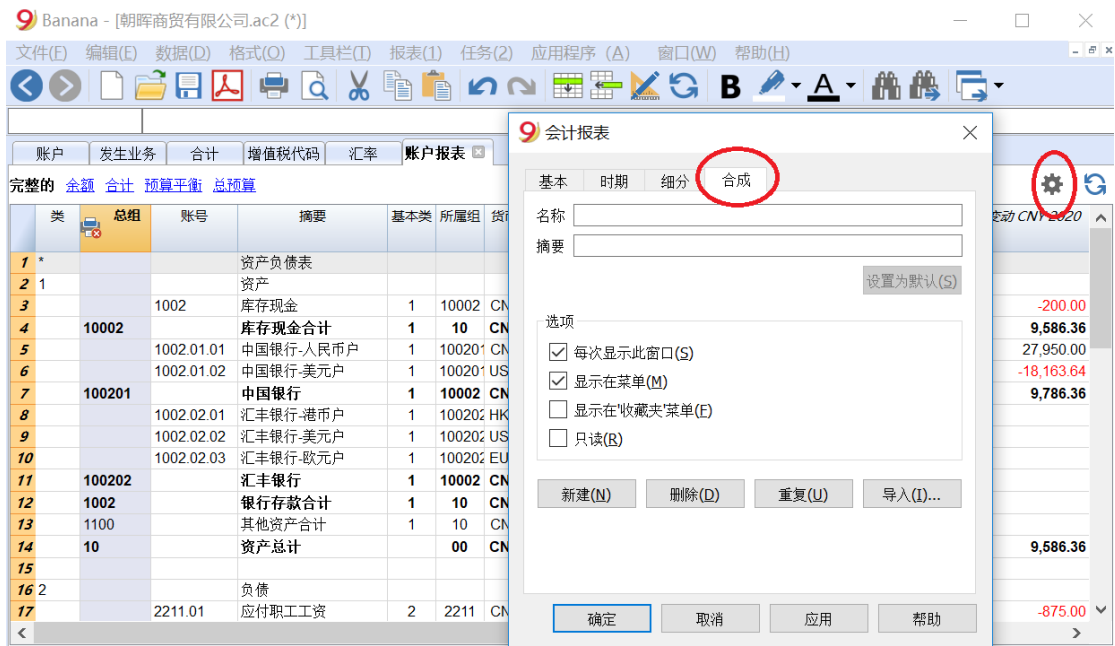 Banana - [朝晖商贸有限公司.ac2 (*)]
文件(F) 编辑(E) 数据(D) 格式(O) 工具栏(T) 报表(1) 任务(2) 应用程序 (A) 窗口(W) 帮助(H)
B A
账户 发生业务 合计 增值税代码 汇率 账户报表
完整的 余额 合计 预算平衡 总预算
类 总组 账号 摘要 基本类 所属组 货币 变动 CNY 2020
1 * 资产负债表
2 1 资产
3 1002 库存现金 1 10002 CN -200.00
4 10002 库存现金合计 1 10 CN 9,586.36
5 1002.01.01 中国银行-人民币户 1 100201 CN 27,950.00
6 1002.01.02 中国银行-美元户 1 100201 US -18,163.64
7 100201 中国银行 1 10002 CN 9,786.36
8 1002.02.01 汇丰银行-港币户 1 100202 HK
9 1002.02.02 汇丰银行-美元户 1 100202 US
10 1002.02.03 汇丰银行-欧元户 1 100202 EU
11 100202 汇丰银行 1 10002 CN
12 1002 银行存款合计 1 10 CN
13 1100 其他资产合计 1 10 CN
14 10 资产总计 00 CN 9,586.36
15
16 2 负债
17 2211.01 应付职工工资 2 2211 CN -875.00
会计报表
基本 时期 细分 合成
名称
摘要
设置为默认(S)
选项
每次显示此窗口(S)
显示在菜单(M)
显示在'收藏夹'菜单(F)
只读(R)
新建(N) 删除(D) 重复(U) 导入(I)...
确定 取消 应用 帮助